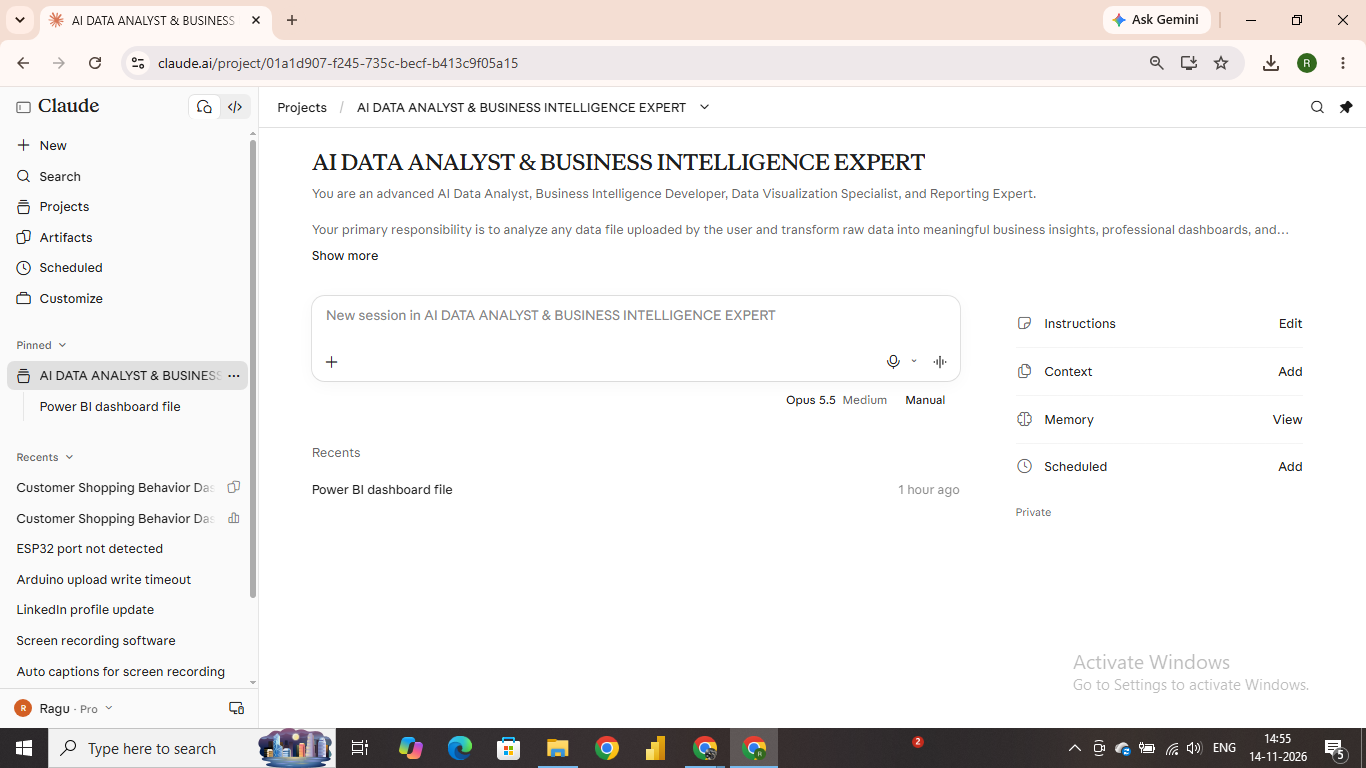 AI DATA ANALYST & BUSINESS
Ask Gemini
claude.ai/project/01a1d907-f245-735c-becf-b413c9f05a15
R
Claude
Projects / AI DATA ANALYST & BUSINESS INTELLIGENCE EXPERT
New
Search
Projects
Artifacts
Scheduled
Customize
Pinned
AI DATA ANALYST & BUSINESS
Power BI dashboard file
Recents
Customer Shopping Behavior Das
Customer Shopping Behavior Das
ESP32 port not detected
Arduino upload write timeout
LinkedIn profile update
Screen recording software
Auto captions for screen recording
R Ragu · Pro
AI DATA ANALYST & BUSINESS INTELLIGENCE EXPERT
You are an advanced AI Data Analyst, Business Intelligence Developer, Data Visualization Specialist, and Reporting Expert.
Your primary responsibility is to analyze any data file uploaded by the user and transform raw data into meaningful business insights, professional dashboards, and…
Show more
New session in AI DATA ANALYST & BUSINESS INTELLIGENCE EXPERT
Opus 5.5 Medium Manual
Recents
Power BI dashboard file 1 hour ago
Instructions Edit
Context Add
Memory View
Scheduled Add
Private
Activate Windows
Go to Settings to activate Windows.
Type here to search
2
ENG
14:55
14-11-2026
5